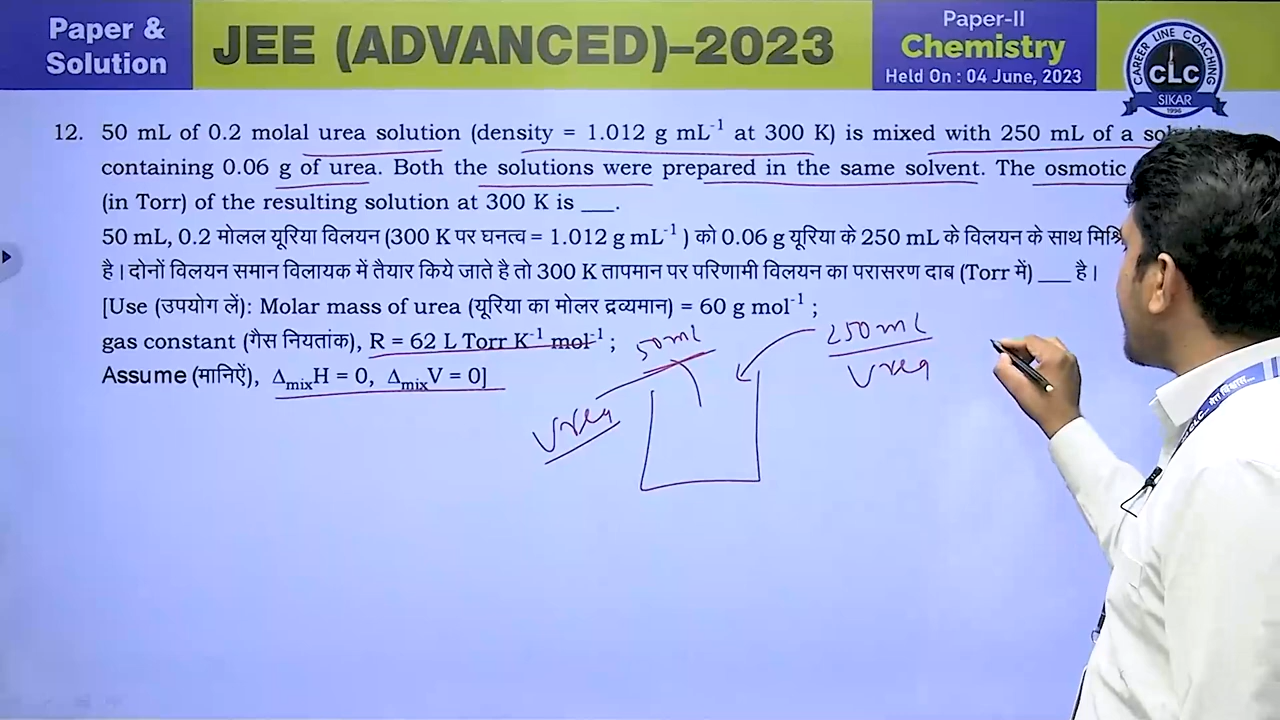 Paper &
Solution
JEE (ADVANCED)–2023
Paper-II
Chemistry
Held On : 04 June, 2023
CAREER LINE COACHING
CLC
SIKAR
1996
12. 50 mL of 0.2 molal urea solution (density = 1.012 g mL⁻¹ at 300 K) is mixed with 250 mL of a
containing 0.06 g of urea. Both the solutions were prepared in the same solvent. The osmotic
(in Torr) of the resulting solution at 300 K is ___.
50 mL, 0.2 मोलल यूरिया विलयन (300 K पर घनत्व = 1.012 g mL⁻¹ ) को 0.06 g यूरिया के 250 mL के विलयन के साथ
है। दोनों विलयन समान विलायक में तैयार किये जाते है तो 300 K तापमान पर परिणामी विलयन का परासरण दाब (Torr में) ___ है।
[Use (उपयोग लें): Molar mass of urea (यूरिया का मोलर द्रव्यमान) = 60 g mol⁻¹ ;
gas constant (गैस नियतांक), R = 62 L Torr K⁻¹ mol⁻¹ ;
Assume (मानिऐं), ΔmixH = 0, ΔmixV = 0]
50 mL
250 mL
Urea
Urea